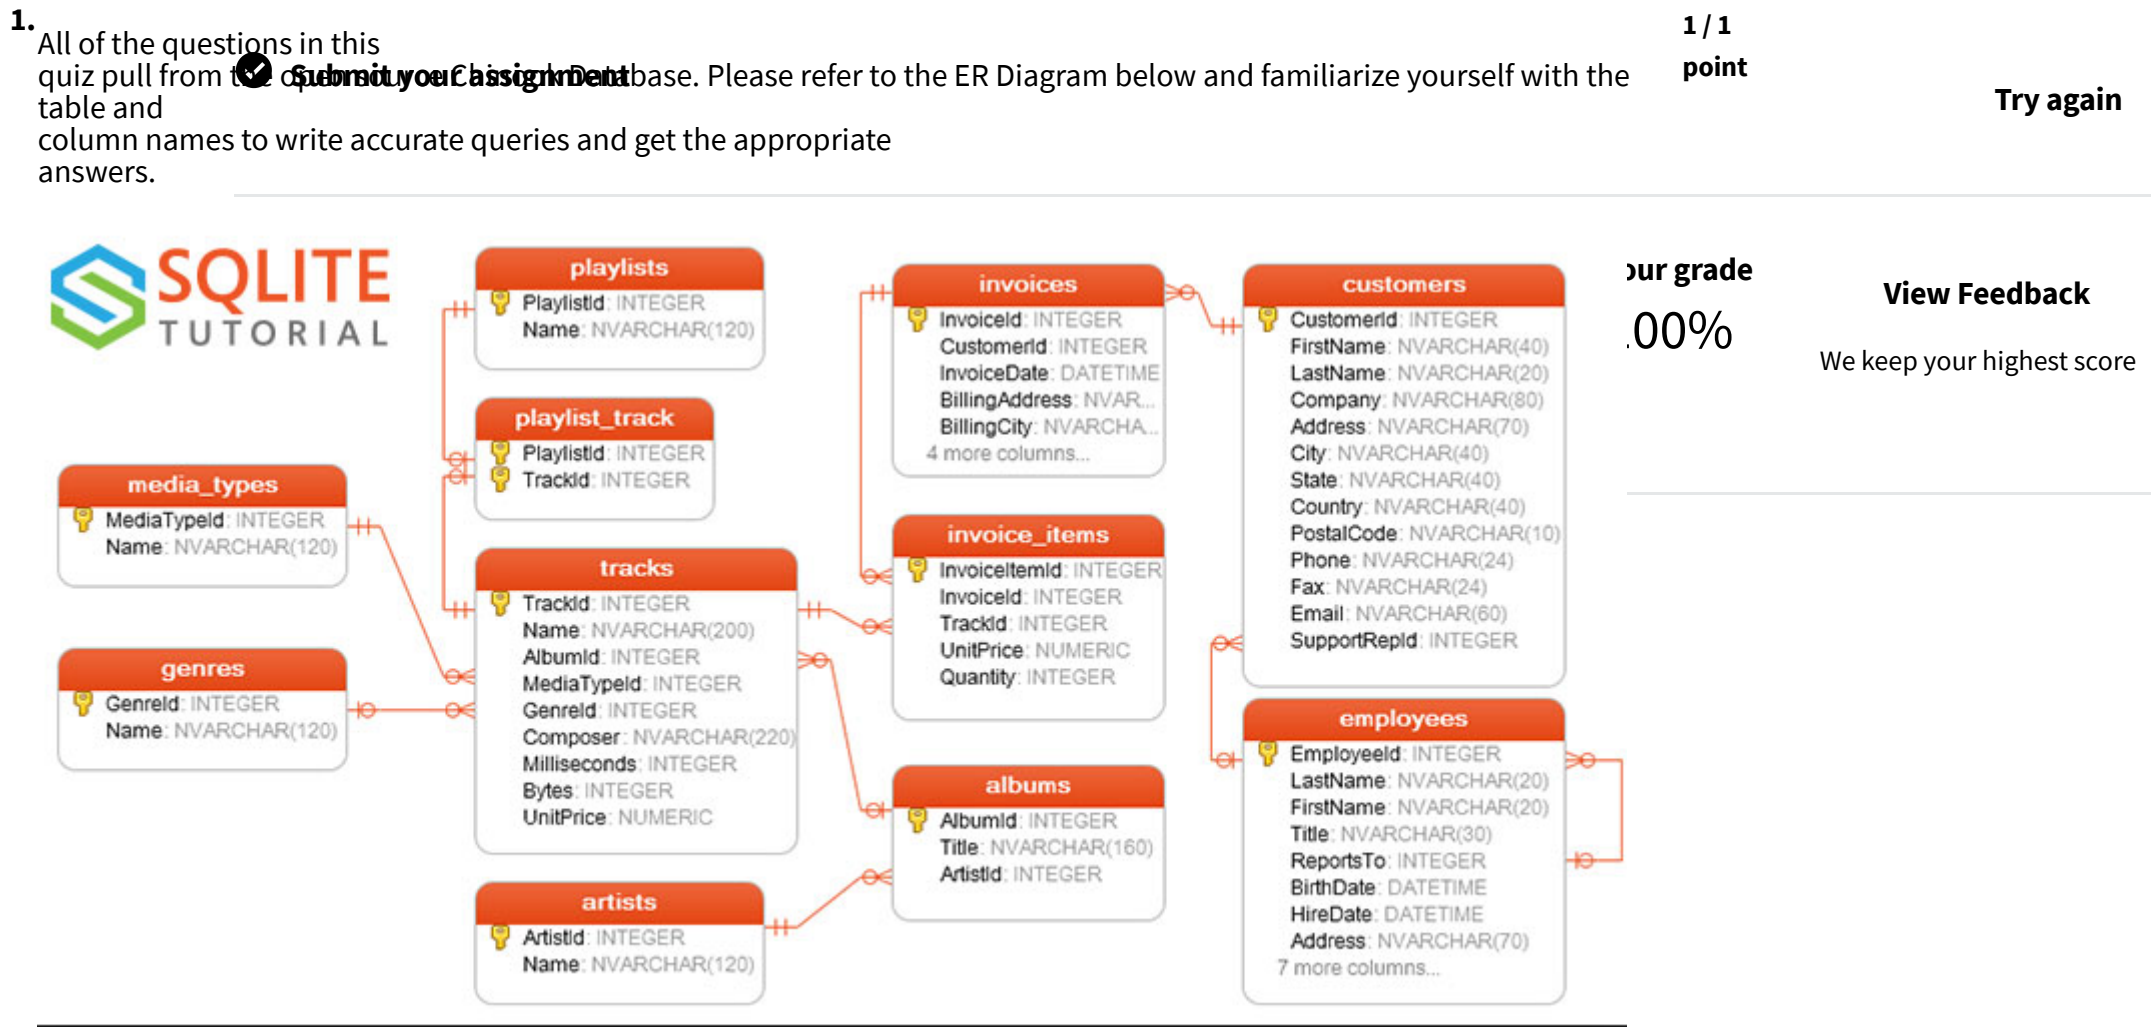 1.
All of the questions in this
quiz pull from the open source Chinook Database. Please refer to the ER Diagram below and familiarize yourself with the
Submit your assignment
table and
column names to write accurate queries and get the appropriate
answers.
1 / 1
point
Try again
our grade
00%
View Feedback
We keep your highest score
SQLITE
TUTORIAL
playlists
PlaylistId: INTEGER
Name: NVARCHAR(120)
playlist_track
PlaylistId: INTEGER
TrackId: INTEGER
media_types
MediaTypeId: INTEGER
Name: NVARCHAR(120)
genres
GenreId: INTEGER
Name: NVARCHAR(120)
tracks
TrackId: INTEGER
Name: NVARCHAR(200)
AlbumId: INTEGER
MediaTypeId: INTEGER
GenreId: INTEGER
Composer: NVARCHAR(220)
Milliseconds: INTEGER
Bytes: INTEGER
UnitPrice: NUMERIC
artists
ArtistId: INTEGER
Name: NVARCHAR(120)
invoices
InvoiceId: INTEGER
CustomerId: INTEGER
InvoiceDate: DATETIME
BillingAddress: NVAR...
BillingCity: NVARCHA...
4 more columns...
invoice_items
InvoiceItemId: INTEGER
InvoiceId: INTEGER
TrackId: INTEGER
UnitPrice: NUMERIC
Quantity: INTEGER
albums
AlbumId: INTEGER
Title: NVARCHAR(160)
ArtistId: INTEGER
customers
CustomerId: INTEGER
FirstName: NVARCHAR(40)
LastName: NVARCHAR(20)
Company: NVARCHAR(80)
Address: NVARCHAR(70)
City: NVARCHAR(40)
State: NVARCHAR(40)
Country: NVARCHAR(40)
PostalCode: NVARCHAR(10)
Phone: NVARCHAR(24)
Fax: NVARCHAR(24)
Email: NVARCHAR(60)
SupportRepId: INTEGER
employees
EmployeeId: INTEGER
LastName: NVARCHAR(20)
FirstName: NVARCHAR(20)
Title: NVARCHAR(30)
ReportsTo: INTEGER
BirthDate: DATETIME
HireDate: DATETIME
Address: NVARCHAR(70)
7 more columns...